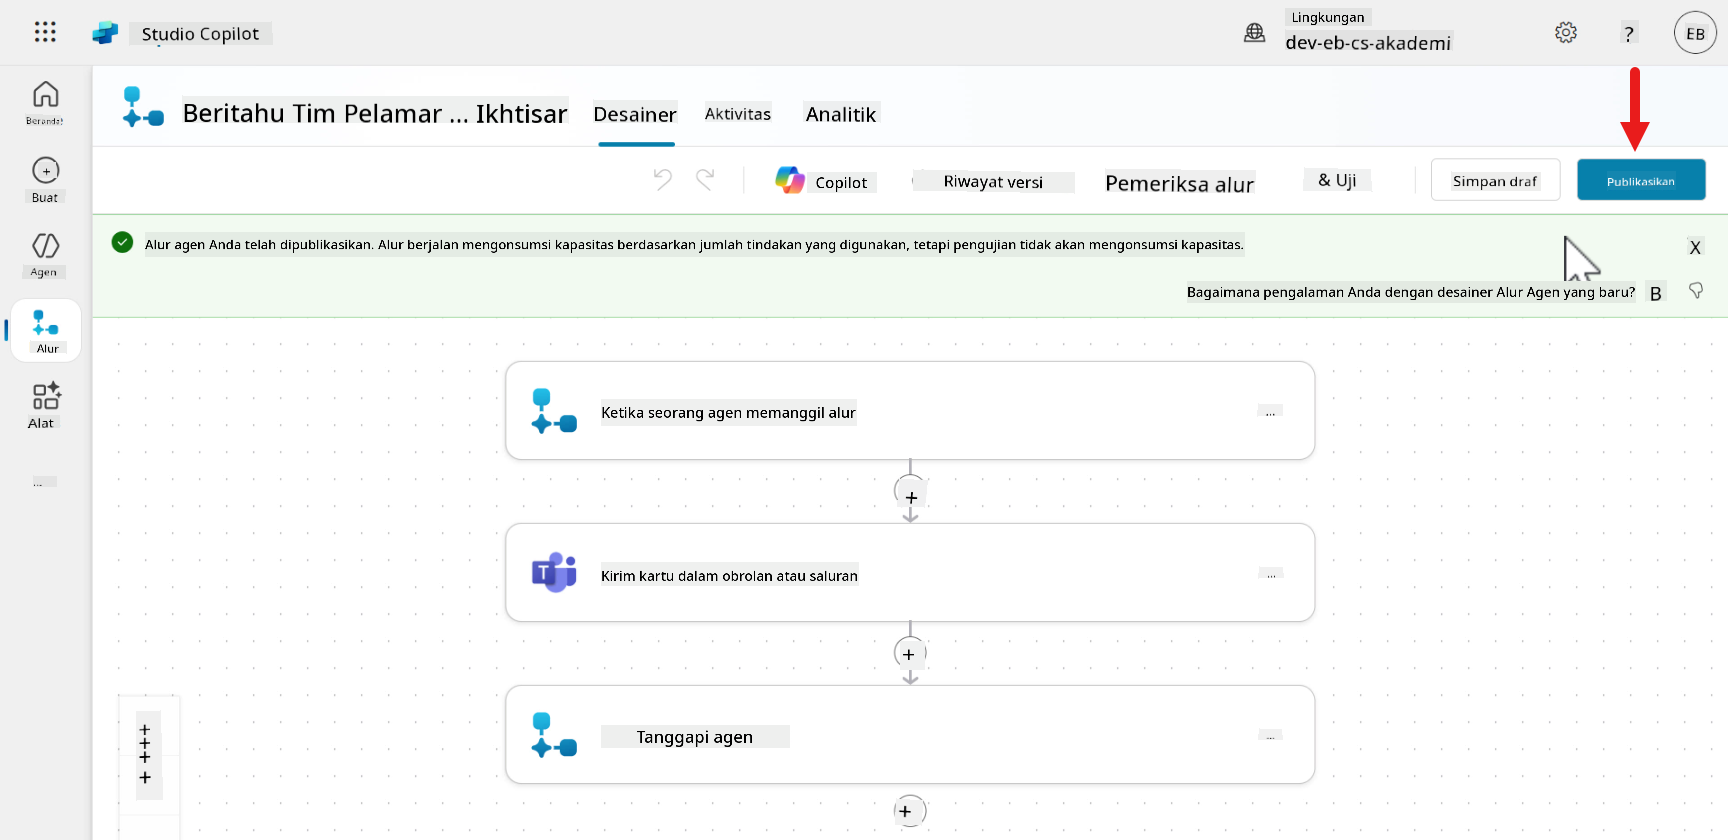 Studio Copilot
Lingkungan
dev-eb-cs-akademi
?
EB
Beranda!
Buat
Agen
Alur
Alat
...
Beritahu Tim Pelamar ... Ikhtisar
Desainer
Aktivitas
Analitik
Copilot
Riwayat versi
Pemeriksa alur
& Uji
Simpan draf
Publikasikan
Alur agen Anda telah dipublikasikan. Alur berjalan mengonsumsi kapasitas berdasarkan jumlah tindakan yang digunakan, tetapi pengujian tidak akan mengonsumsi kapasitas.
X
Bagaimana pengalaman Anda dengan desainer Alur Agen yang baru?
B
Ketika seorang agen memanggil alur
...
+
Kirim kartu dalam obrolan atau saluran
...
+
Tanggapi agen
...
+
+
+
+
+